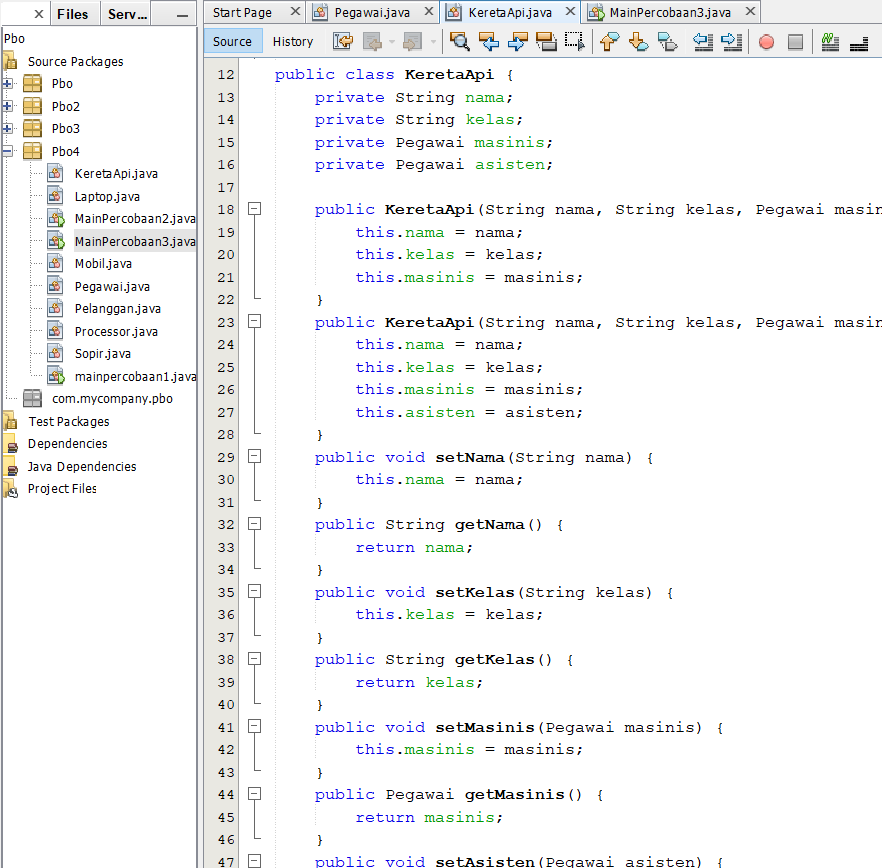 Files Serv...
Start Page Pegawai.java KeretaApi.java MainPercobaan3.java
Source History
Pbo
Source Packages
Pbo
Pbo2
Pbo3
Pbo4
KeretaApi.java
Laptop.java
MainPercobaan2.java
MainPercobaan3.java
Mobil.java
Pegawai.java
Pelanggan.java
Processor.java
Sopir.java
mainpercobaan1.java
com.mycompany.pbo
Test Packages
Dependencies
Java Dependencies
Project Files
12 public class KeretaApi {
13 private String nama;
14 private String kelas;
15 private Pegawai masinis;
16 private Pegawai asisten;
17
18 public KeretaApi(String nama, String kelas, Pegawai masin
19 this.nama = nama;
20 this.kelas = kelas;
21 this.masinis = masinis;
22 }
23 public KeretaApi(String nama, String kelas, Pegawai masin
24 this.nama = nama;
25 this.kelas = kelas;
26 this.masinis = masinis;
27 this.asisten = asisten;
28 }
29 public void setNama(String nama) {
30 this.nama = nama;
31 }
32 public String getNama() {
33 return nama;
34 }
35 public void setKelas(String kelas) {
36 this.kelas = kelas;
37 }
38 public String getKelas() {
39 return kelas;
40 }
41 public void setMasinis(Pegawai masinis) {
42 this.masinis = masinis;
43 }
44 public Pegawai getMasinis() {
45 return masinis;
46 }
47 public void setAsisten(Pegawai asisten) {